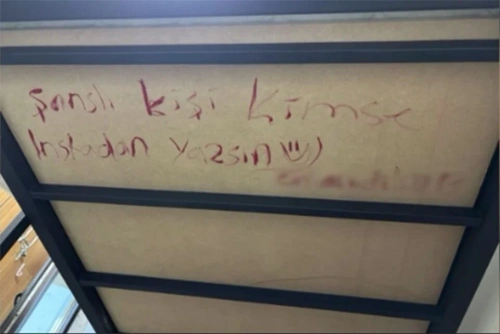 Şanslı kişi kimse
Instadan yazsın :)